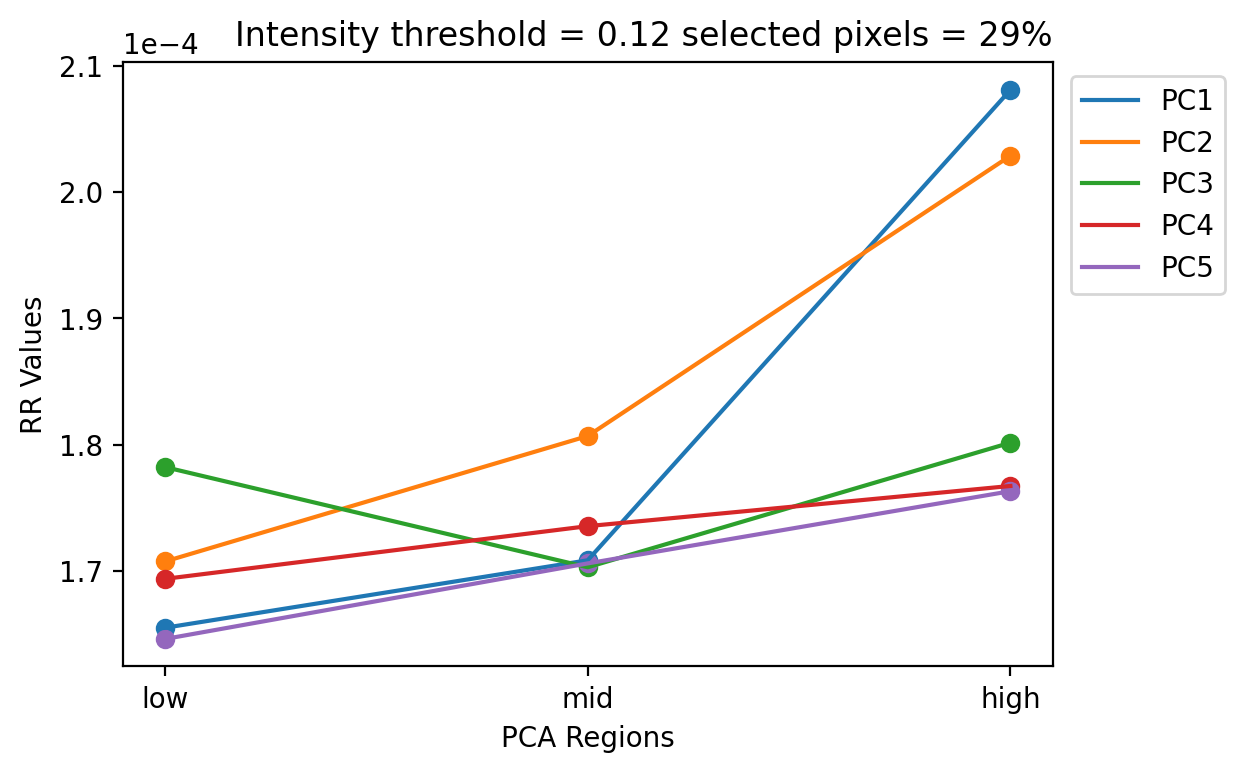 Intensity threshold = 0.12 selected pixels = 29%
1e−4
2.1
2.0
1.9
1.8
1.7
RR Values
low
mid
high
PCA Regions
PC1
PC2
PC3
PC4
PC5